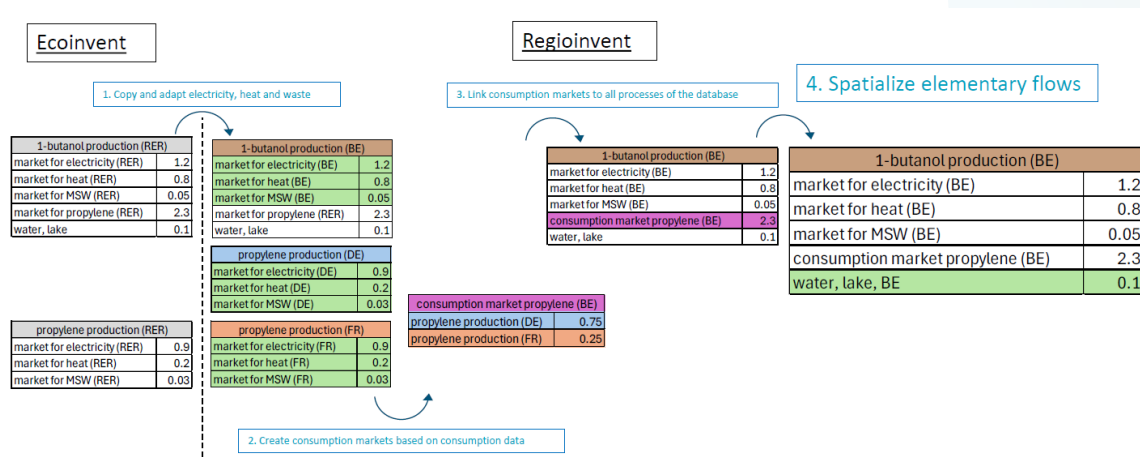 Ecoinvent
Regioinvent
1. Copy and adapt electricity, heat and waste
3. Link consumption markets to all processes of the database
4. Spatialize elementary flows
1-butanol production (RER)
market for electricity (RER) 1.2
market for heat (RER) 0.8
market for MSW (RER) 0.05
market for propylene (RER) 2.3
water, lake 0.1
1-butanol production (BE)
market for electricity (BE) 1.2
market for heat (BE) 0.8
market for MSW (BE) 0.05
market for propylene (RER) 2.3
water, lake 0.1
1-butanol production (BE)
market for electricity (BE) 1.2
market for heat (BE) 0.8
market for MSW (BE) 0.05
consumption market propylene (BE) 2.3
water, lake 0.1
1-butanol production (BE)
market for electricity (BE) 1.2
market for heat (BE) 0.8
market for MSW (BE) 0.05
consumption market propylene (BE) 2.3
water, lake, BE 0.1
propylene production (DE)
market for electricity (DE) 0.9
market for heat (DE) 0.2
market for MSW (DE) 0.03
consumption market propylene (BE)
propylene production (DE) 0.75
propylene production (FR) 0.25
propylene production (RER)
market for electricity (RER) 0.9
market for heat (RER) 0.2
market for MSW (RER) 0.03
propylene production (FR)
market for electricity (FR) 0.9
market for heat (FR) 0.2
market for MSW (FR) 0.03
2. Create consumption markets based on consumption data